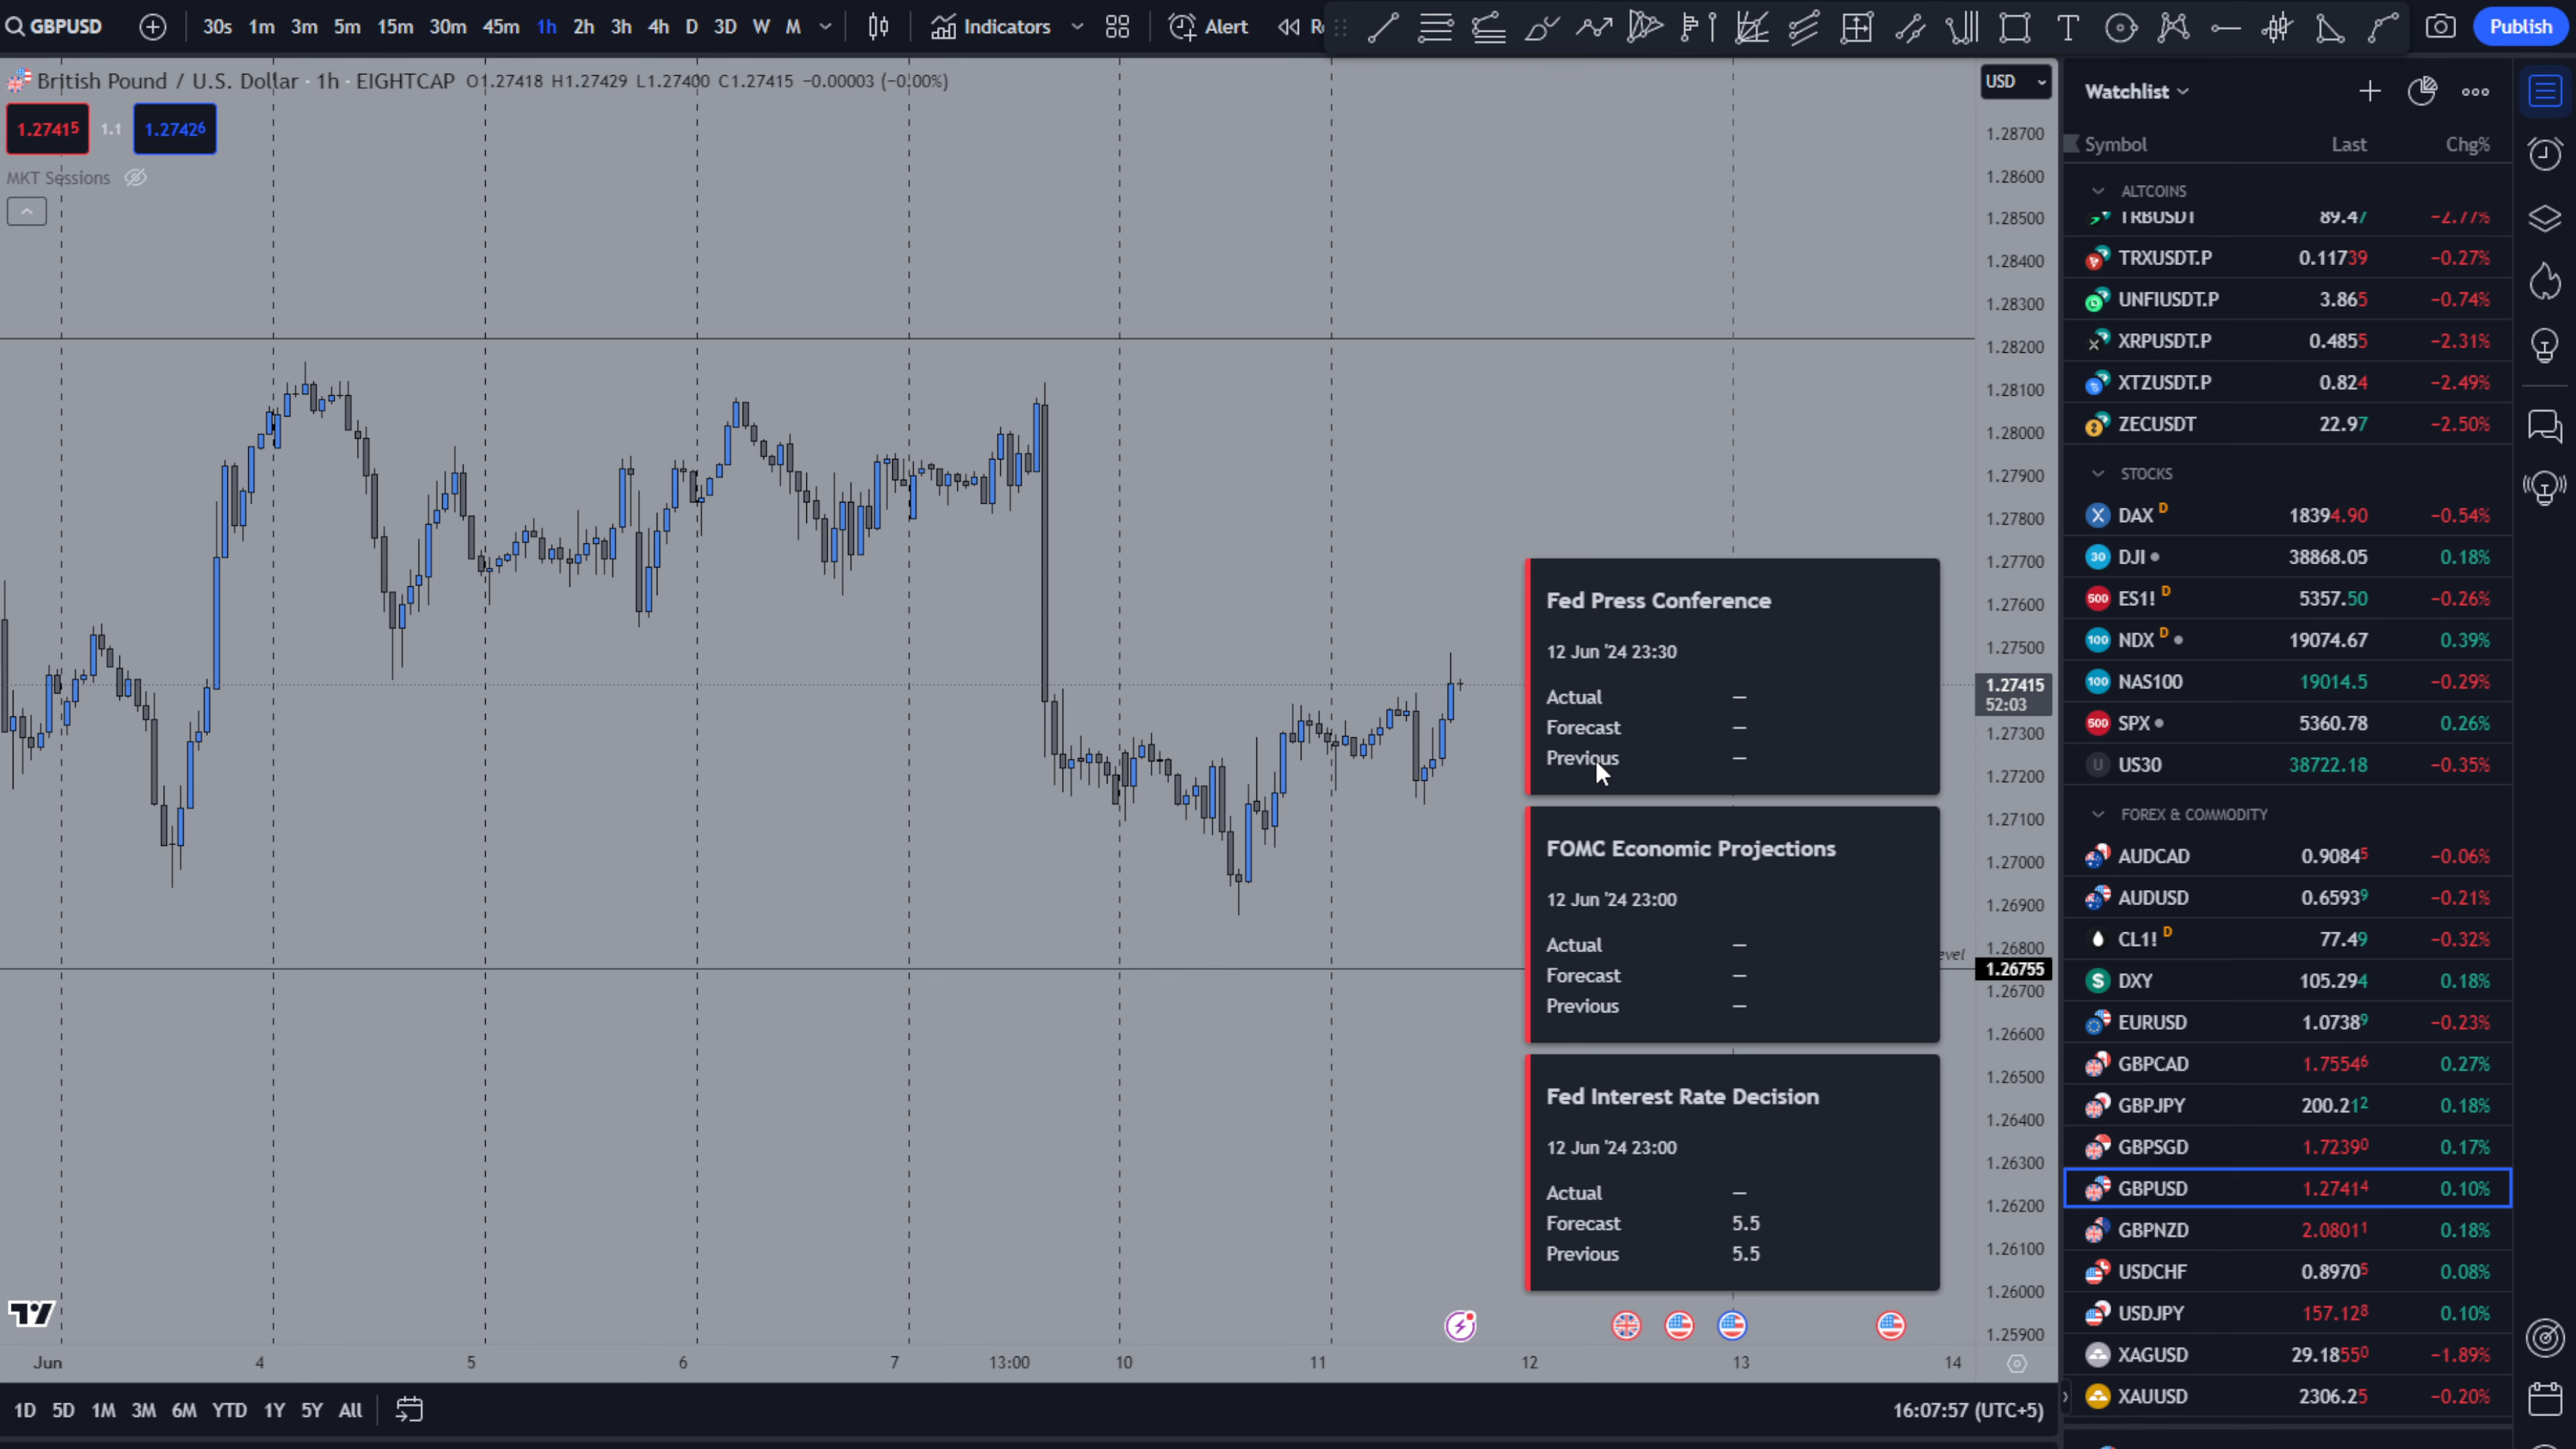 GBPUSD 30s 1m 3m 5m 15m 30m 45m 1h 2h 3h 4h D 3D W M Indicators Alert Publish
British Pound / U.S. Dollar · 1h · EIGHTCAP O1.27418 H1.27429 L1.27400 C1.27415 −0.00003 (−0.00%)
1.27415 1.1 1.27426
MKT Sessions
USD
1.28700
1.28600
1.28500
1.28400
1.28300
1.28200
1.28100
1.28000
1.27900
1.27800
1.27700
1.27600
1.27500
1.27415
52:03
1.27300
1.27200
1.27100
1.27000
1.26900
1.26800
1.26755
1.26700
1.26600
1.26500
1.26400
1.26300
1.26200
1.26100
1.26000
1.25900
Fed Press Conference
12 Jun '24 23:30
Actual —
Forecast —
Previous —
FOMC Economic Projections
12 Jun '24 23:00
Actual —
Forecast —
Previous —
Fed Interest Rate Decision
12 Jun '24 23:00
Actual —
Forecast 5.5
Previous 5.5
Jun 4 5 6 7 13:00 10 11 12 13 14
1D 5D 1M 3M 6M YTD 1Y 5Y All 16:07:57 (UTC+5)
Watchlist
Symbol Last Chg%
ALTCOINS
TRBUSDT 89.47 −2.77%
TRXUSDT.P 0.11739 −0.27%
UNFIUSDT.P 3.865 −0.74%
XRPUSDT.P 0.4855 −2.31%
XTZUSDT.P 0.824 −2.49%
ZECUSDT 22.97 −2.50%
STOCKS
DAX D 18394.90 −0.54%
30 DJI 38868.05 0.18%
500 ES1! D 5357.50 −0.26%
100 NDX D 19074.67 0.39%
100 NAS100 19014.5 −0.29%
500 SPX 5360.78 0.26%
U US30 38722.18 −0.35%
FOREX & COMMODITY
AUDCAD 0.90845 −0.06%
AUDUSD 0.65939 −0.21%
CL1! D 77.49 −0.32%
$ DXY 105.294 0.18%
EURUSD 1.07389 −0.23%
GBPCAD 1.75546 0.27%
GBPJPY 200.212 0.18%
GBPSGD 1.72390 0.17%
GBPUSD 1.27414 0.10%
GBPNZD 2.08011 0.18%
USDCHF 0.89705 0.08%
USDJPY 157.128 0.10%
XAGUSD 29.18550 −1.89%
XAUUSD 2306.25 −0.20%